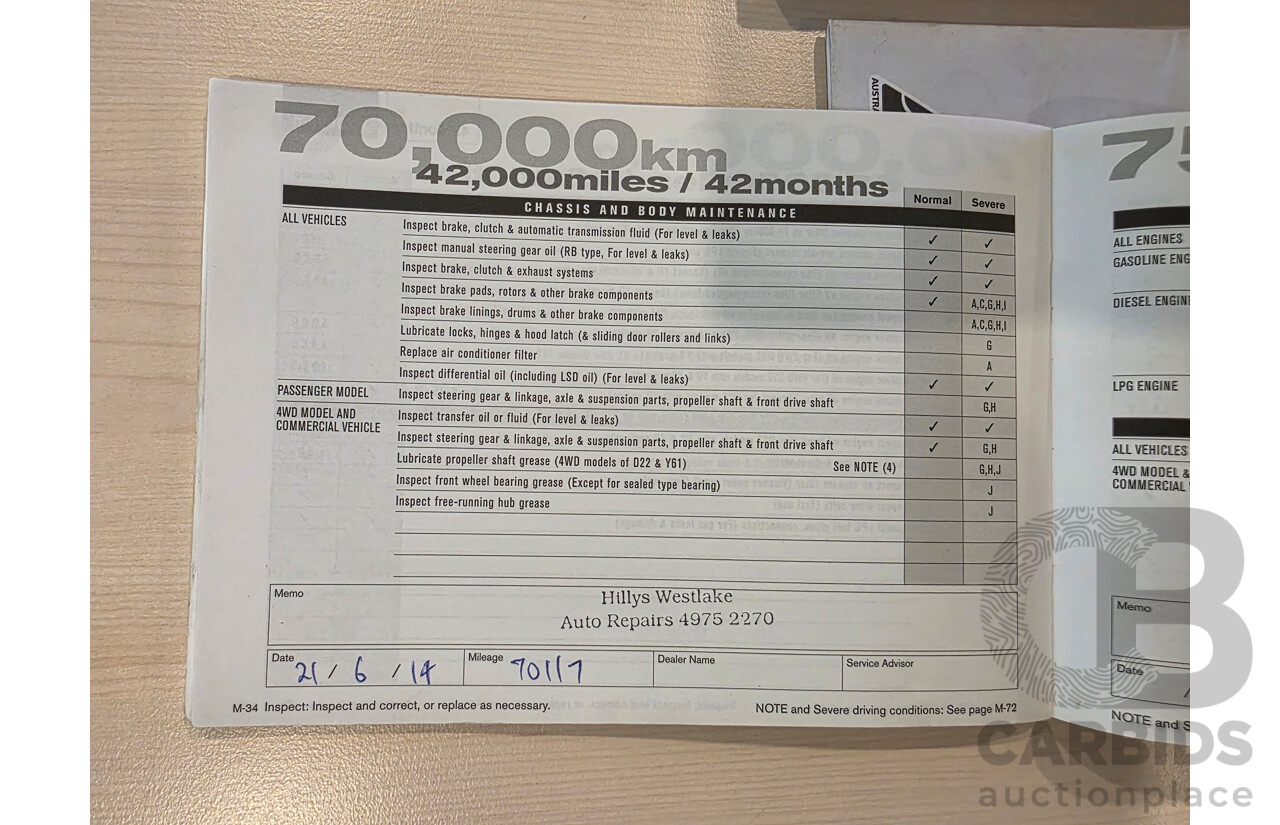 AUSTRA
70,000km
42,000miles / 42months
CHASSIS AND BODY MAINTENANCE Normal Severe
ALL VEHICLES Inspect brake, clutch & automatic transmission fluid (For level & leaks) ✓ ✓
Inspect manual steering gear oil (RB type, For level & leaks) ✓ ✓
Inspect brake, clutch & exhaust systems ✓ ✓
Inspect brake pads, rotors & other brake components ✓ A,C,G,H,I
Inspect brake linings, drums & other brake components A,C,G,H,I
Lubricate locks, hinges & hood latch (& sliding door rollers and links) G
Replace air conditioner filter A
Inspect differential oil (including LSD oil) (For level & leaks) ✓ ✓
PASSENGER MODEL Inspect steering gear & linkage, axle & suspension parts, propeller shaft & front drive shaft G,H
4WD MODEL AND Inspect transfer oil or fluid (For level & leaks) ✓ ✓
COMMERCIAL VEHICLE Inspect steering gear & linkage, axle & suspension parts, propeller shaft & front drive shaft ✓ G,H
Lubricate propeller shaft grease (4WD models of D22 & Y61) See NOTE (4) G,H,J
Inspect front wheel bearing grease (Except for sealed type bearing) J
Inspect free-running hub grease J
Memo Hillys Westlake
Auto Repairs 4975 2270
Date 21 / 6 / 14 Mileage 70117 Dealer Name Service Advisor
M-34 Inspect: Inspect and correct, or replace as necessary. NOTE and Severe driving conditions: See page M-72
75
ALL ENGINES
GASOLINE ENG
DIESEL ENGIN
LPG ENGINE
ALL VEHICLES
4WD MODEL &
COMMERCIAL
Memo
Date /
NOTE and S
CB
CARBIDS
auctionplace